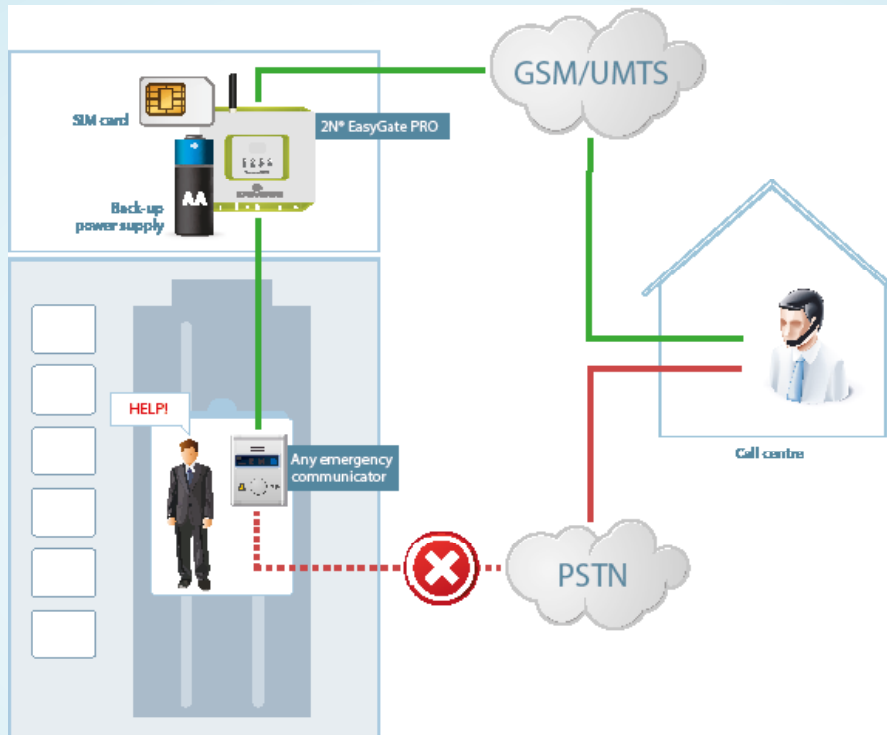 GSM/UMTS
SIM card
2N® EasyGate PRO
AA
Back-up
power supply
HELP!
Any emergency
communicator
Call centre
PSTN